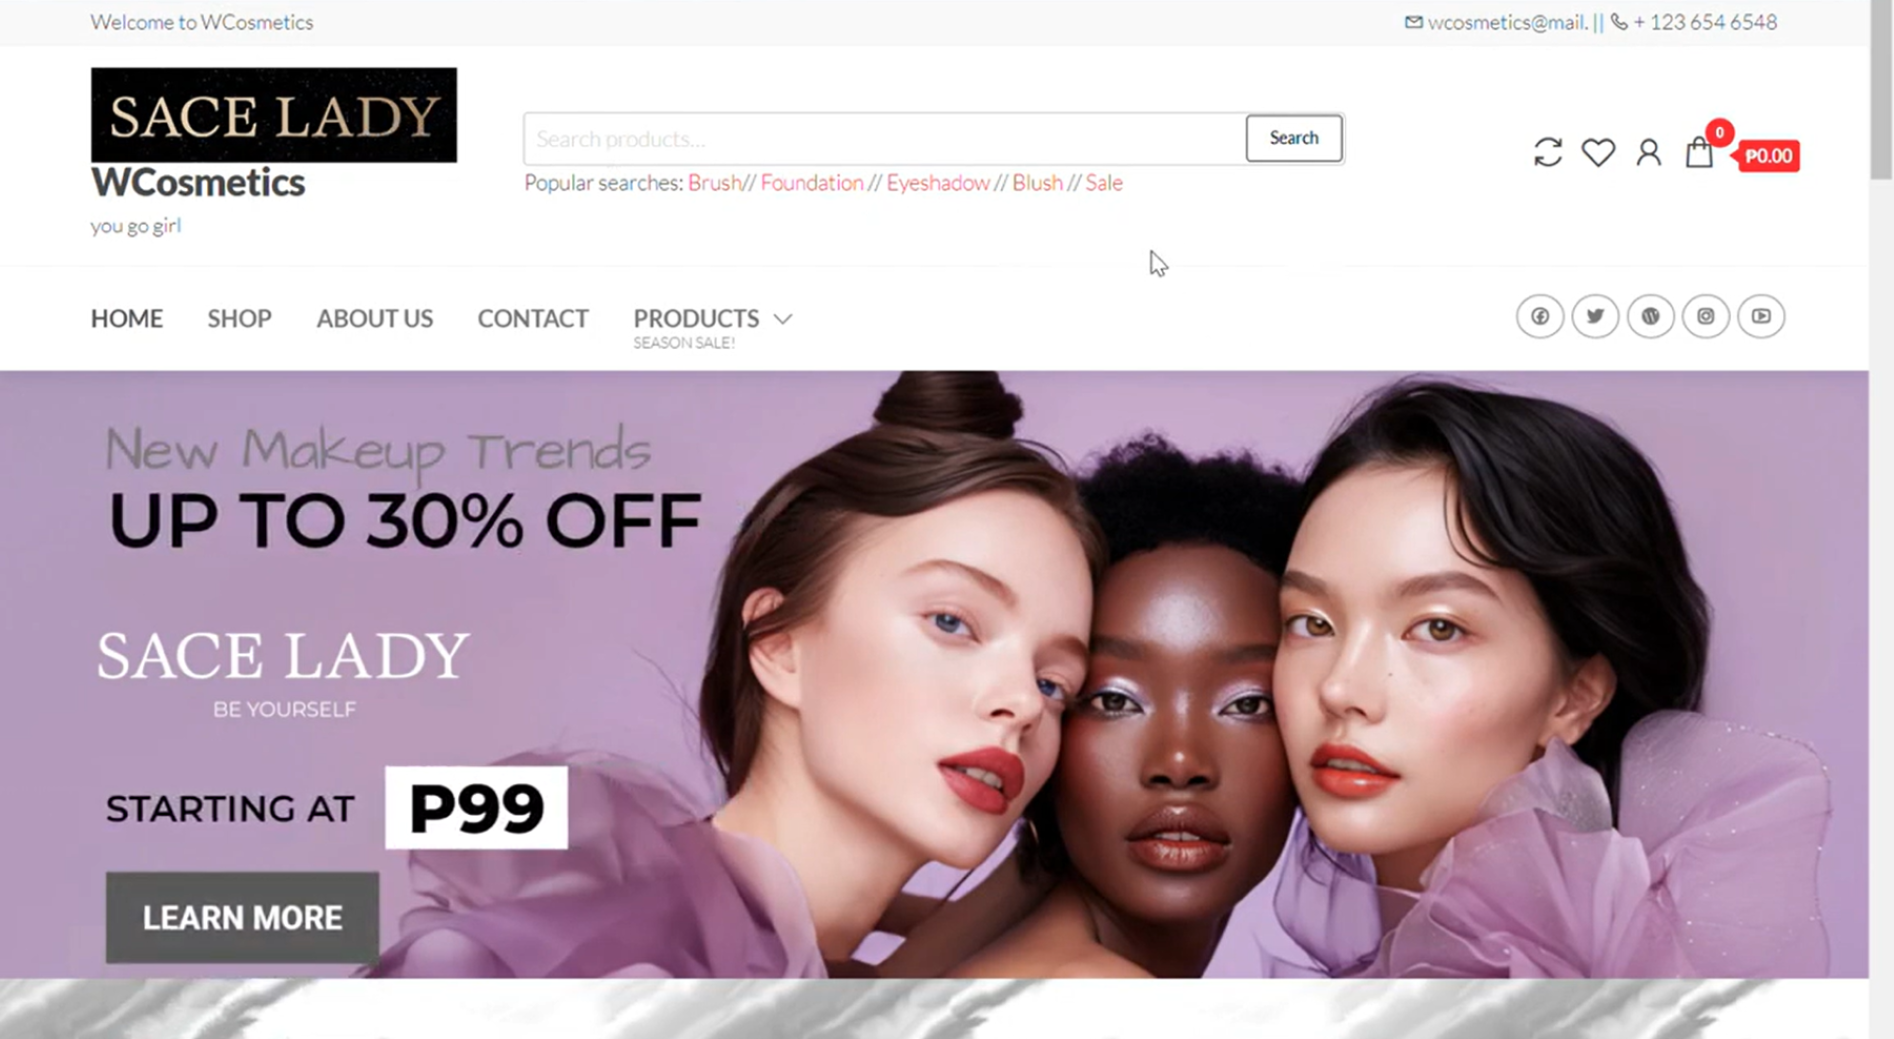 Welcome to WCosmetics
wcosmetics@mail. || + 123 654 6548
SACE LADY
WCosmetics
you go girl
Search products...
Search
Popular searches: Brush// Foundation // Eyeshadow // Blush // Sale
0
₱0.00
HOME
SHOP
ABOUT US
CONTACT
PRODUCTS
SEASON SALE!
New Makeup Trends
UP TO 30% OFF
SACE LADY
BE YOURSELF
STARTING AT P99
LEARN MORE